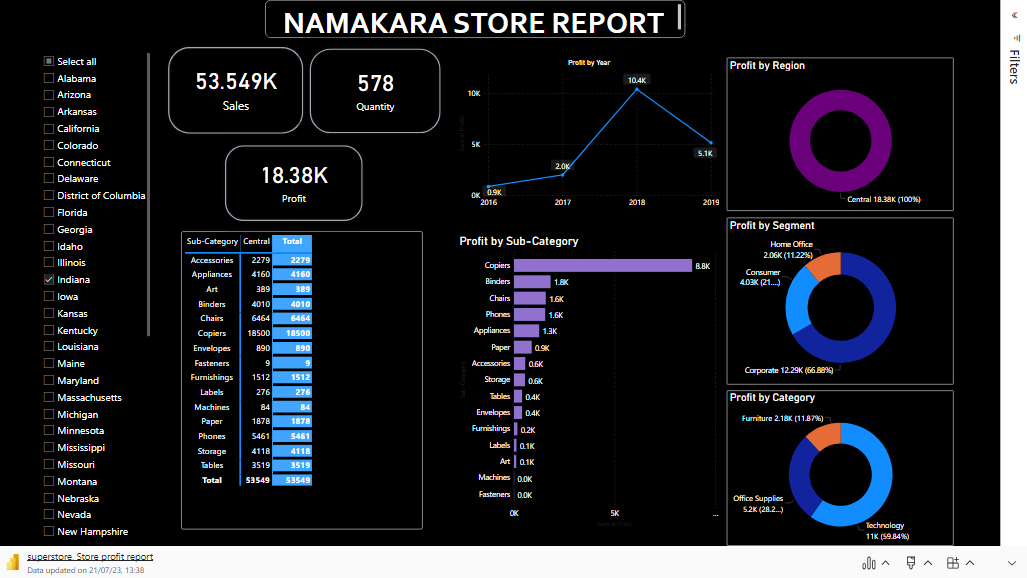 NAMAKARA STORE REPORT
Select all
Alabama
Arizona
Arkansas
California
Colorado
Connecticut
Delaware
District of Columbia
Florida
Georgia
Idaho
Illinois
Indiana
Iowa
Kansas
Kentucky
Louisiana
Maine
Maryland
Massachusetts
Michigan
Minnesota
Mississippi
Missouri
Montana
Nebraska
Nevada
New Hampshire
53.549K
Sales
578
Quantity
18.38K
Profit
Sub-Category Central Total
Accessories 2279 2279
Appliances 4160 4160
Art 389 389
Binders 4010 4010
Chairs 6464 6464
Copiers 18500 18500
Envelopes 890 890
Fasteners 9 9
Furnishings 1512 1512
Labels 276 276
Machines 84 84
Paper 1878 1878
Phones 5461 5461
Storage 4118 4118
Tables 3519 3519
Total 53549 53549
Profit by Year
10K
5K
0K
0.9K
2.0K
10.4K
5.1K
2016 2017 2018 2019
Profit by Sub-Category
Copiers 8.8K
Binders 1.8K
Chairs 1.6K
Phones 1.6K
Appliances 1.3K
Paper 0.9K
Accessories 0.6K
Storage 0.6K
Tables 0.4K
Envelopes 0.4K
Furnishings 0.2K
Labels 0.1K
Art 0.1K
Machines 0.0K
Fasteners 0.0K
0K 5K ...
Sum of Profit
Profit by Region
Central 18.38K (100%)
Profit by Segment
Home Office
2.06K (11.22%)
Consumer
4.03K (21....)
Corporate 12.29K (66.88%)
Profit by Category
Furniture 2.18K (11.87%)
Office Supplies
5.2K (28.2...)
Technology
11K (59.84%)
Filters
superstore_Store profit report
Data updated on 21/07/23, 13:38